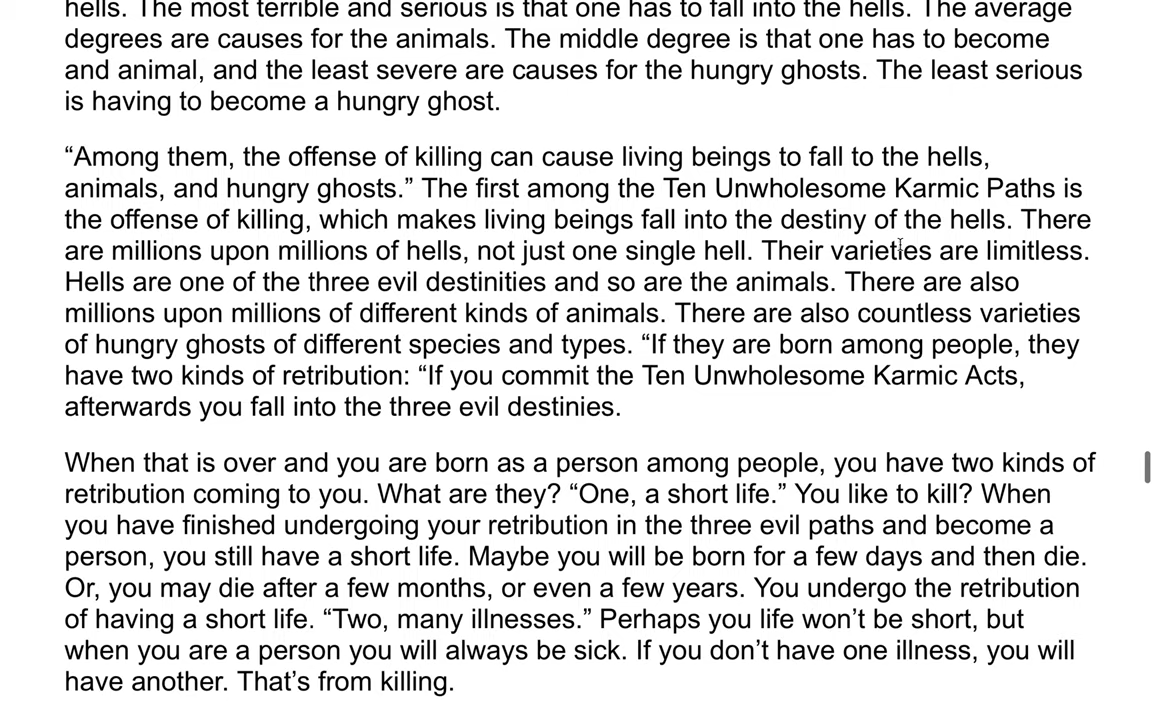 hells. The most terrible and serious is that one has to fall into the hells. The average
degrees are causes for the animals. The middle degree is that one has to become
and animal, and the least severe are causes for the hungry ghosts. The least serious
is having to become a hungry ghost.
“Among them, the offense of killing can cause living beings to fall to the hells,
animals, and hungry ghosts.” The first among the Ten Unwholesome Karmic Paths is
the offense of killing, which makes living beings fall into the destiny of the hells. There
are millions upon millions of hells, not just one single hell. Their varieties are limitless.
Hells are one of the three evil destinities and so are the animals. There are also
millions upon millions of different kinds of animals. There are also countless varieties
of hungry ghosts of different species and types. “If they are born among people, they
have two kinds of retribution: “If you commit the Ten Unwholesome Karmic Acts,
afterwards you fall into the three evil destinies.
When that is over and you are born as a person among people, you have two kinds of
retribution coming to you. What are they? “One, a short life.” You like to kill? When
you have finished undergoing your retribution in the three evil paths and become a
person, you still have a short life. Maybe you will be born for a few days and then die.
Or, you may die after a few months, or even a few years. You undergo the retribution
of having a short life. “Two, many illnesses.” Perhaps you life won’t be short, but
when you are a person you will always be sick. If you don’t have one illness, you will
have another. That’s from killing.